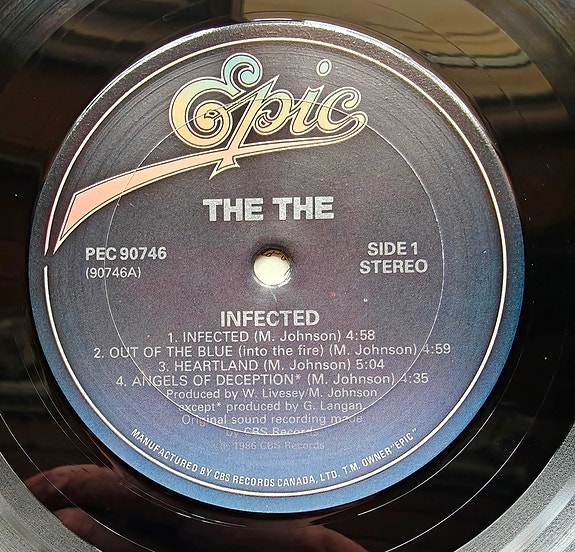 Epic
THE THE
PEC 90746
(90746A)
SIDE 1
STEREO
INFECTED
1. INFECTED (M. Johnson) 4:58
2. OUT OF THE BLUE (into the fire) (M. Johnson) 4:59
3. HEARTLAND (M. Johnson) 5:04
4. ANGELS OF DECEPTION* (M. Johnson) 4:35
Produced by W. Livesey/M. Johnson
except* produced by G. Langan
Original sound recording made
by CBS Records
℗ 1986 CBS Records
MANUFACTURED BY CBS RECORDS CANADA, LTD. T.M. OWNER "EPIC"